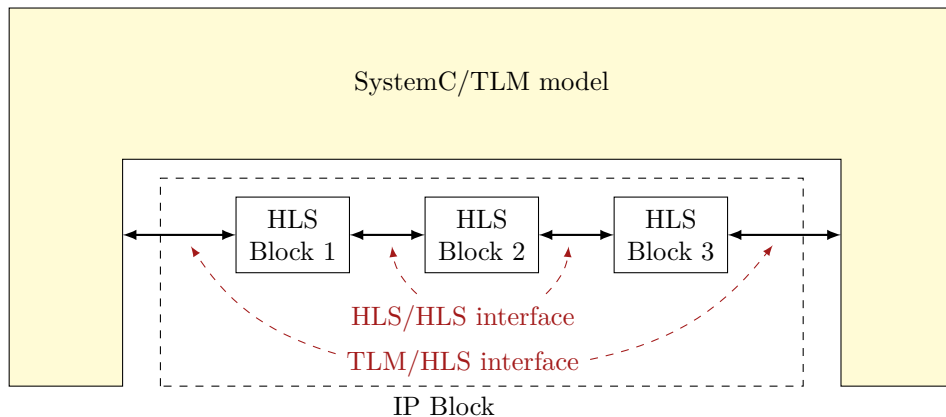 SystemC/TLM model
HLS
Block 1
HLS
Block 2
HLS
Block 3
HLS/HLS interface
TLM/HLS interface
IP Block